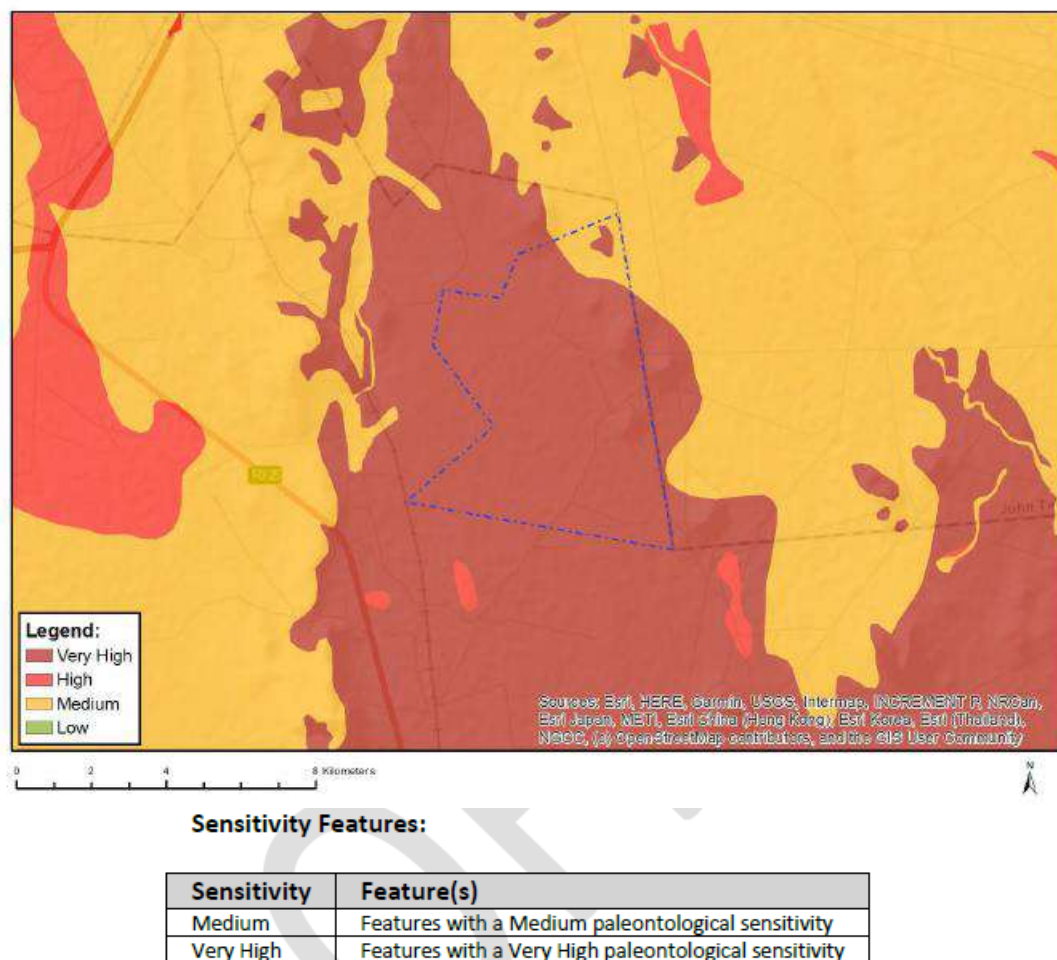 John T
Legend:
Very High
High
Medium
Low
Sources: Esri, HERE, Garmin, USGS, Intermap, INCREMENT P, NRCan,
Esri Japan, METI, Esri China (Hong Kong), Esri Korea, Esri (Thailand),
NGCC, (c) OpenStreetMap contributors, and the GIS User Community
0 2 4 8 Kilometers
N
Sensitivity Features:
Sensitivity Feature(s)
Medium Features with a Medium paleontological sensitivity
Very High Features with a Very High paleontological sensitivity